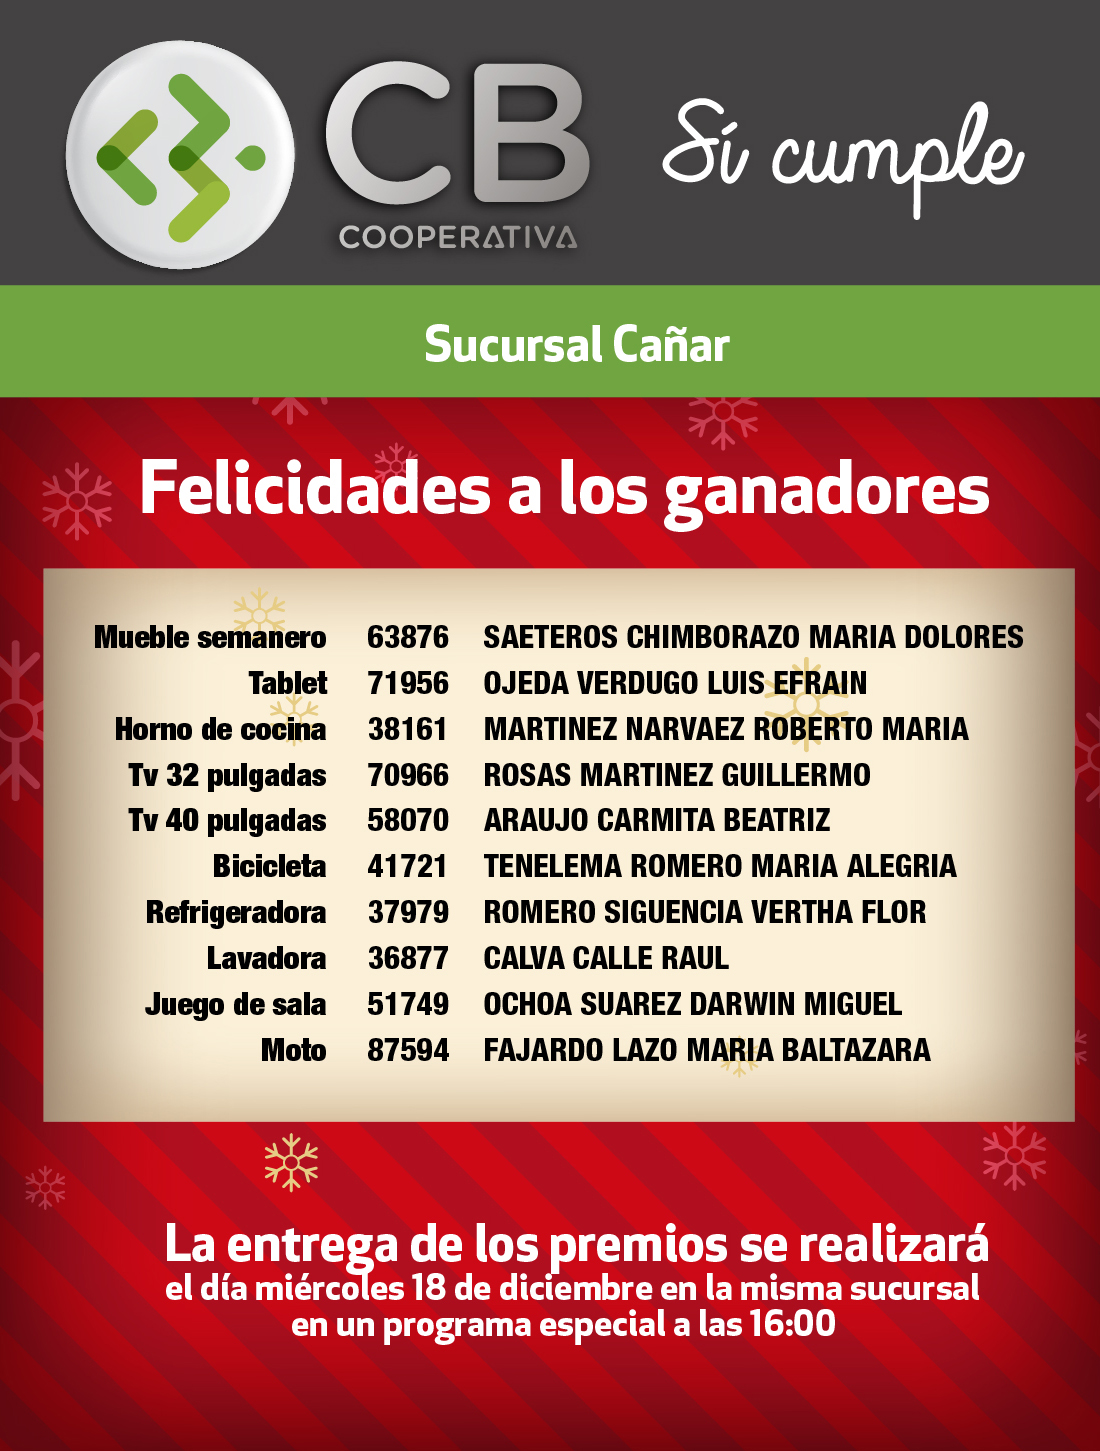 CB
COOPERATIVA
Sí cumple
Sucursal Cañar
Felicidades a los ganadores
Mueble semanero 63876 SAETEROS CHIMBORAZO MARIA DOLORES
Tablet 71956 OJEDA VERDUGO LUIS EFRAIN
Horno de cocina 38161 MARTINEZ NARVAEZ ROBERTO MARIA
Tv 32 pulgadas 70966 ROSAS MARTINEZ GUILLERMO
Tv 40 pulgadas 58070 ARAUJO CARMITA BEATRIZ
Bicicleta 41721 TENELEMA ROMERO MARIA ALEGRIA
Refrigeradora 37979 ROMERO SIGUENCIA VERTHA FLOR
Lavadora 36877 CALVA CALLE RAUL
Juego de sala 51749 OCHOA SUAREZ DARWIN MIGUEL
Moto 87594 FAJARDO LAZO MARIA BALTAZARA
La entrega de los premios se realizará
el día miércoles 18 de diciembre en la misma sucursal
en un programa especial a las 16:00